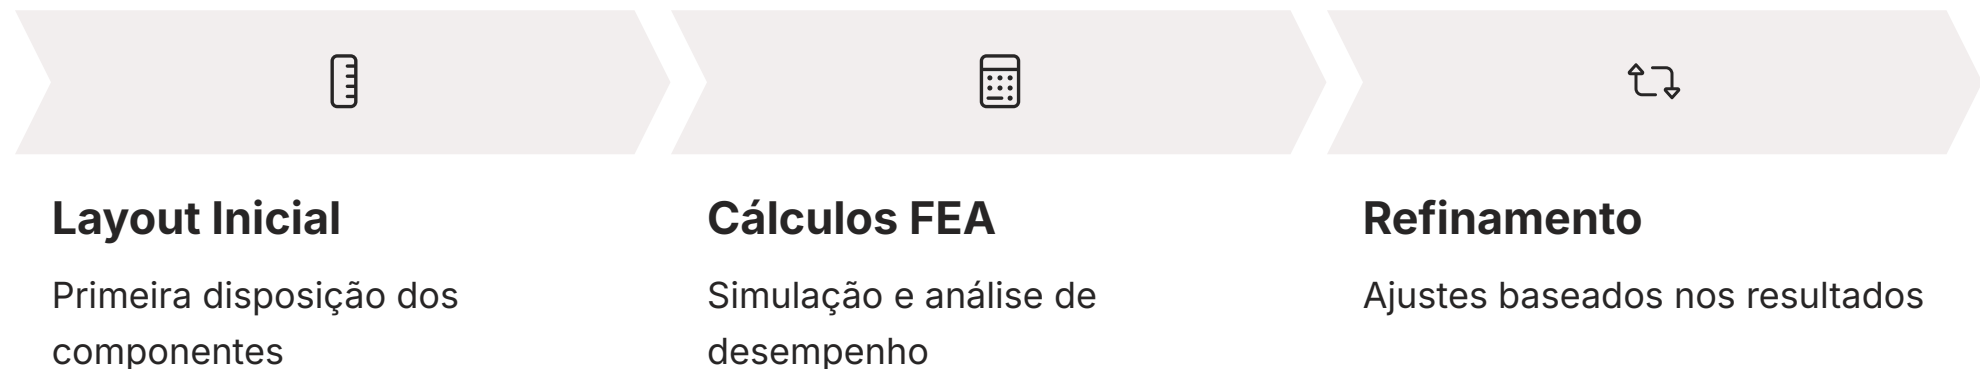 Layout Inicial
Primeira disposição dos
componentes
Cálculos FEA
Simulação e análise de
desempenho
Refinamento
Ajustes baseados nos resultados